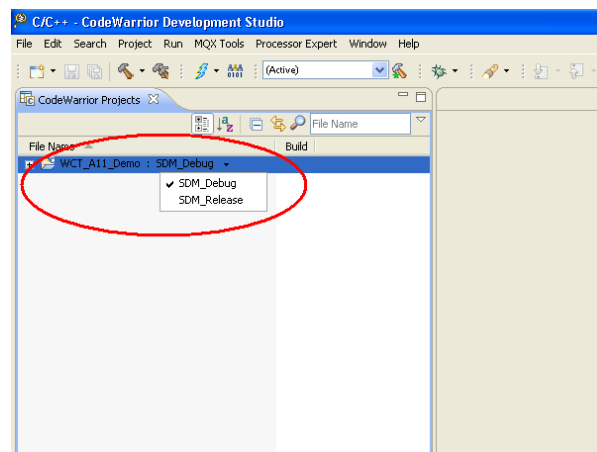 C/C++ - CodeWarrior Development Studio
File Edit Search Project Run MQX Tools Processor Expert Window Help
(Active)
CodeWarrior Projects
File Name
File Name Build
WCT_A11_Demo : SDM_Debug
SDM_Debug
SDM_Release